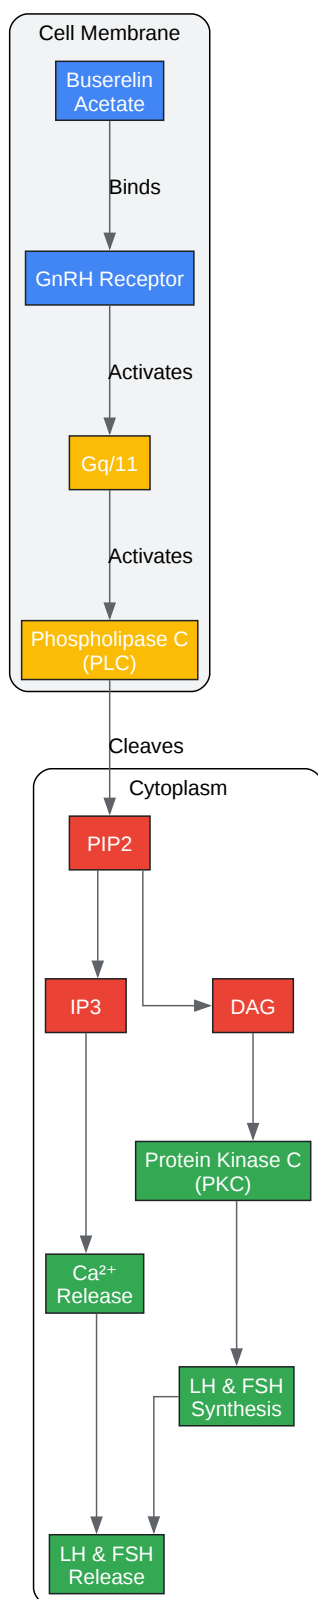 Cell Membrane
Buserelin
Acetate
Binds
GnRH Receptor
Activates
Gq/11
Activates
Phospholipase C
(PLC)
Cleaves
Cytoplasm
PIP2
IP3
DAG
Protein Kinase C
(PKC)
Ca²⁺
Release
LH & FSH
Synthesis
LH & FSH
Release